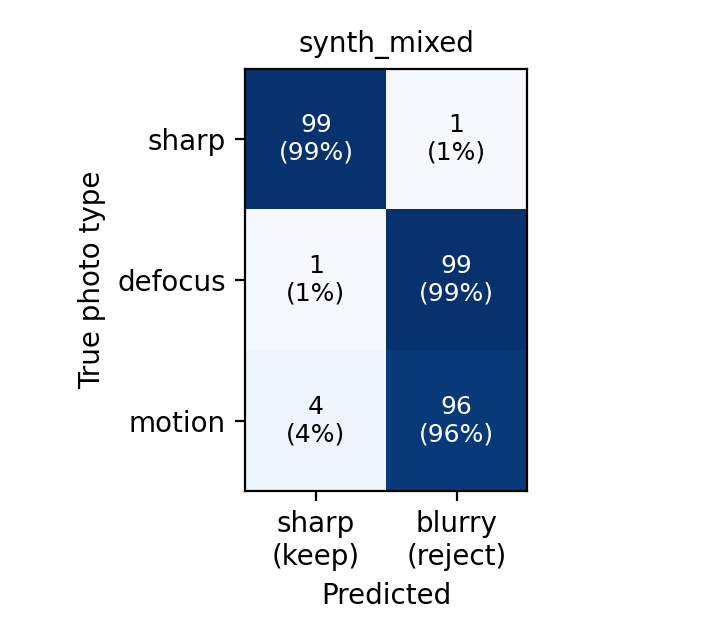 synth_mixed
True photo type
sharp
99
(99%)
1
(1%)
defocus
1
(1%)
99
(99%)
motion
4
(4%)
96
(96%)
sharp
(keep)
blurry
(reject)
Predicted